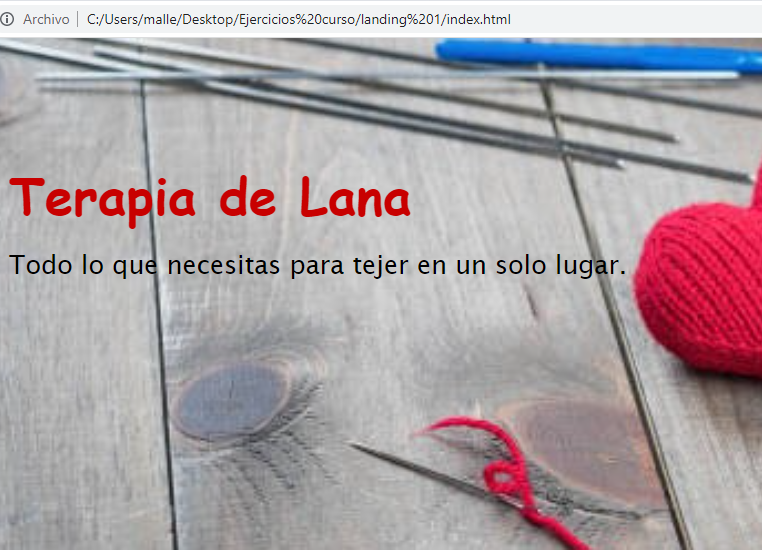 Archivo C:/Users/malle/Desktop/Ejercicios%20curso/landing%201/index.html
Terapia de Lana
Todo lo que necesitas para tejer en un solo lugar.